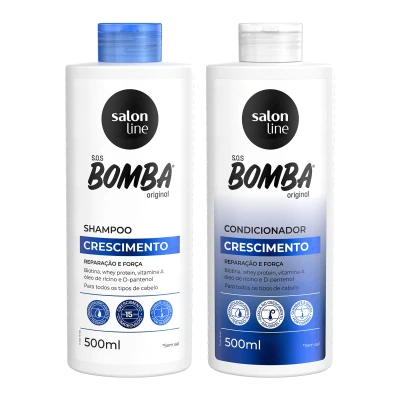 salon
line
S.O.S
BOMBA
original
SHAMPOO
CRESCIMENTO
REPARAÇÃO E FORÇA
Biotina, whey protein, vitamina A
óleo de rícino e D-pantenol
Para todos os tipos de cabelo
15
500ml
salon
line
S.O.S
BOMBA
original
CONDICIONADOR
CRESCIMENTO
REPARAÇÃO E FORÇA
Biotina, whey protein, vitamina A
óleo de rícino e D-pantenol
Para todos os tipos de cabelo
500ml